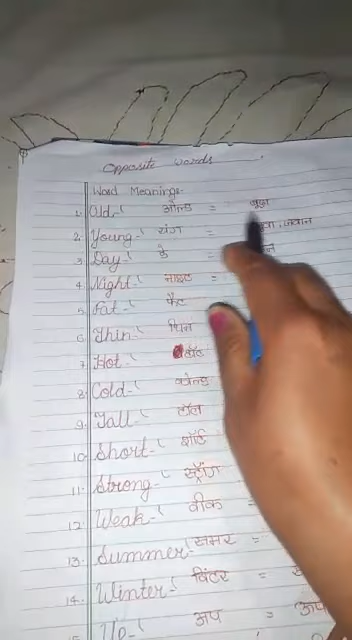 Opposite words
Word Meanings-
1. Old- ऑल्ड =
2. Young- यंग = जवान
3. Day- डे =
4. Night- नाइट =
5. Fat- फैट
6. Thin- थिन
7. Hot- हॉट
8. Cold- कोल्ड
9. Tall- टॉल
10. Short- शॉर्ट
11. Strong- स्ट्रॉंग
12. Weak- वीक =
13. Summer- समर =
14. Winter- विंटर =
15. Up- अप =